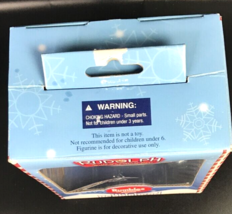 WARNING:
CHOKING HAZARD - Small parts.
Not for children under 3 years.
This item is not a toy.
Not recommended for children under 6.
Figurine is for decorative use only.
RUDOLPH